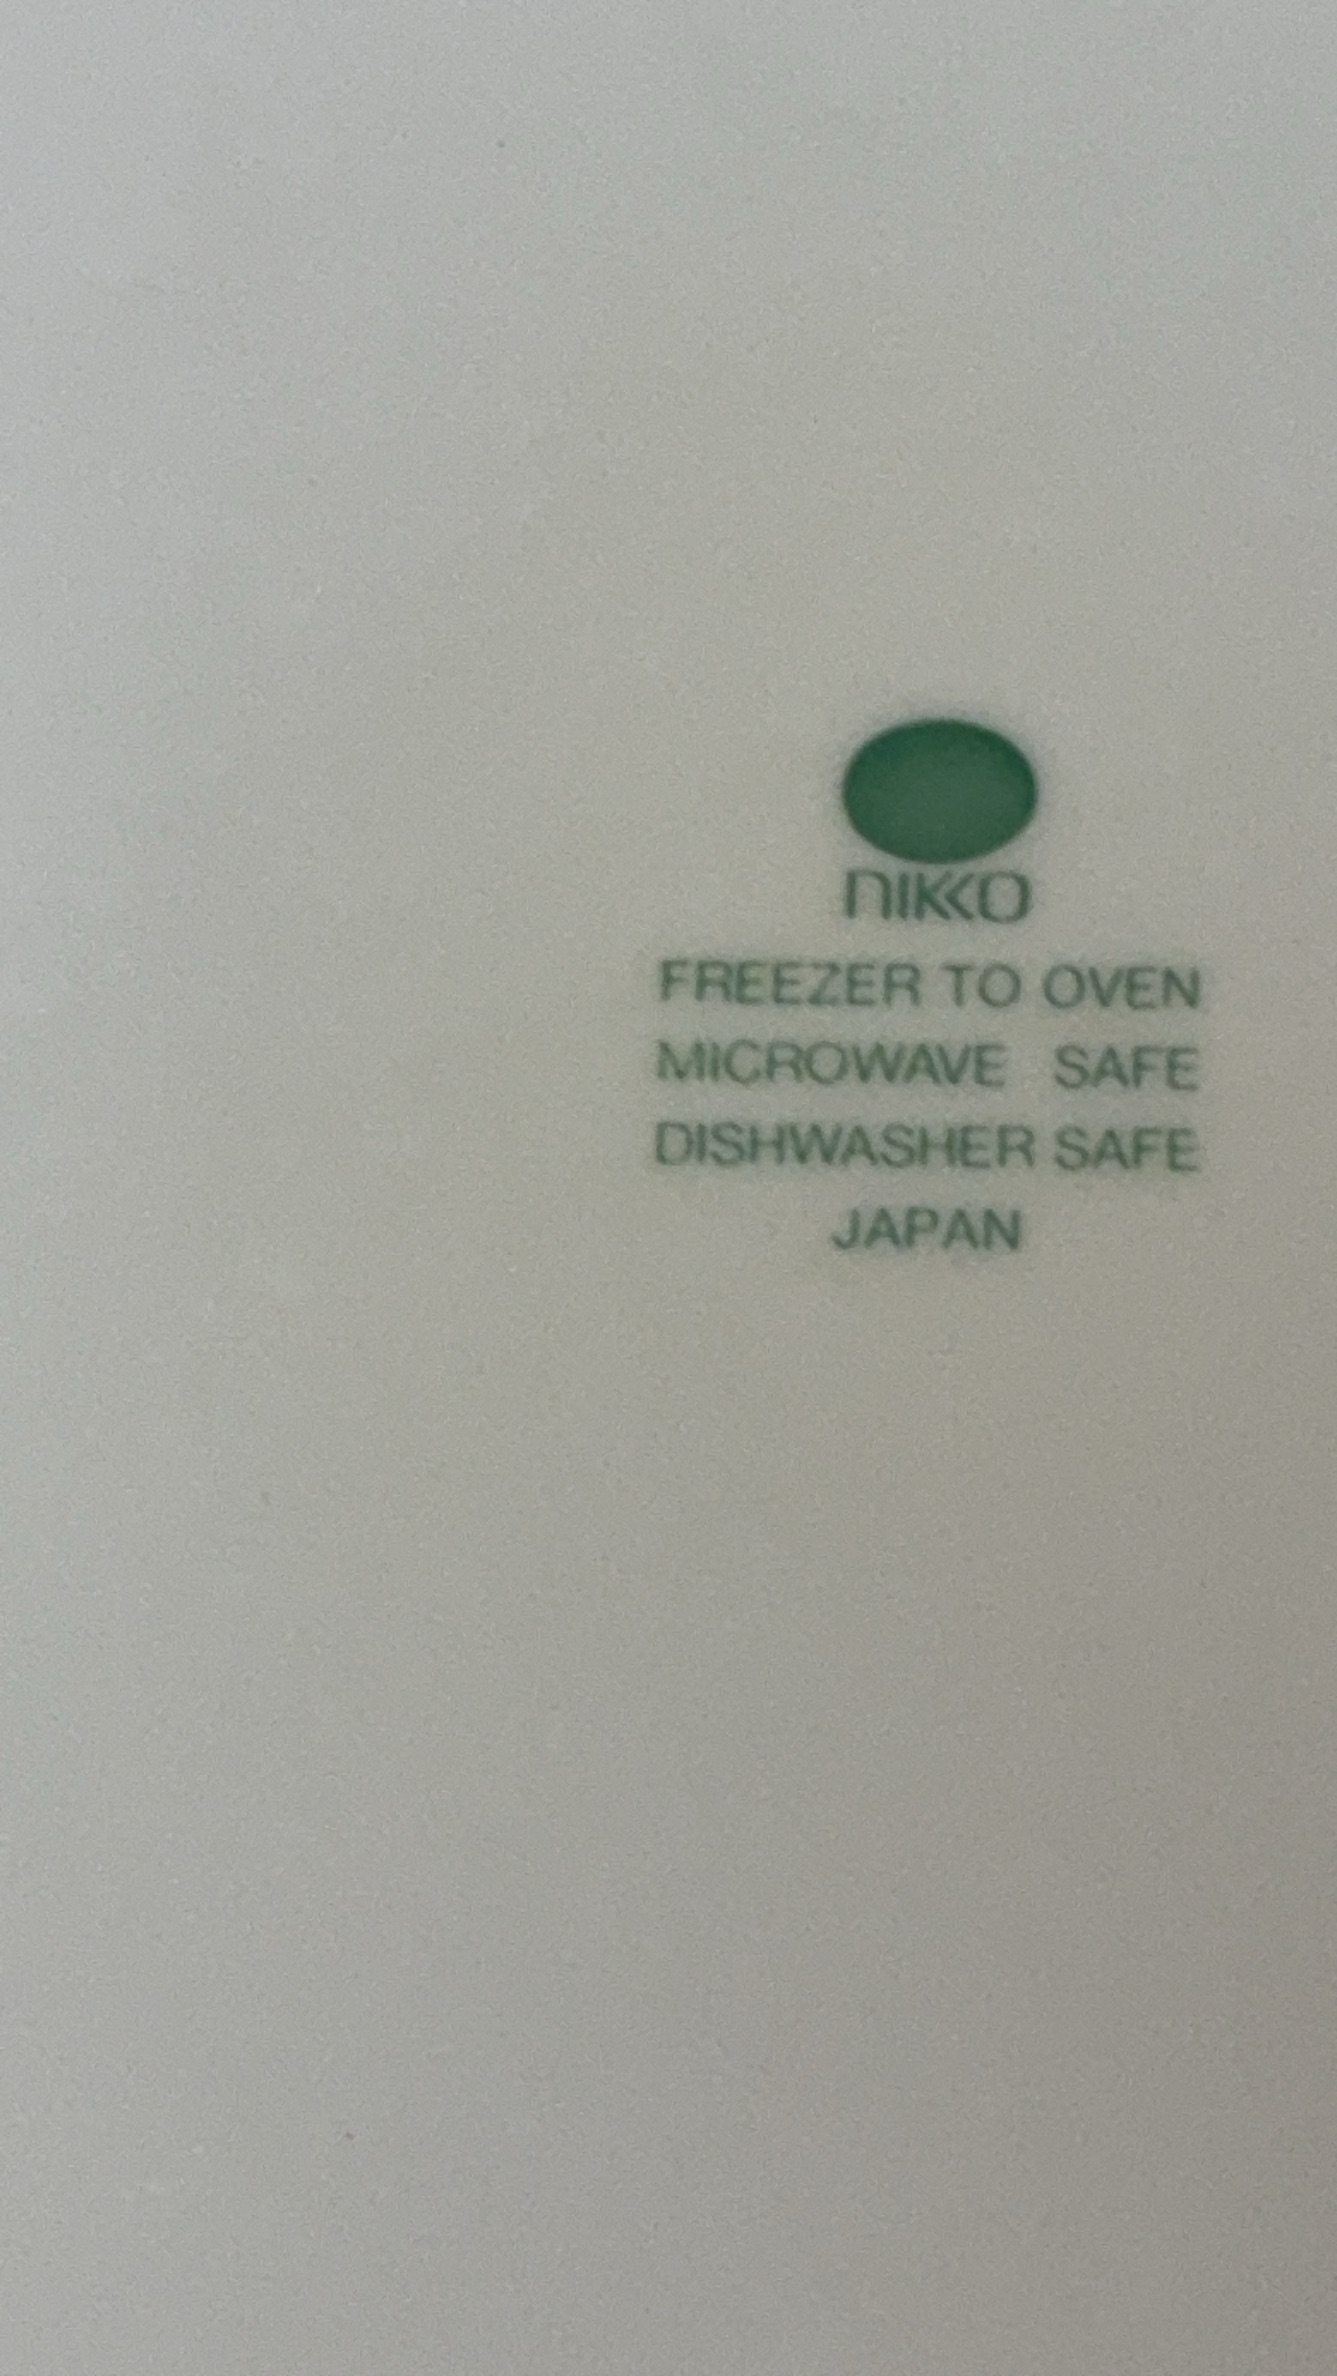 NIKKO
FREEZER TO OVEN
MICROWAVE SAFE
DISHWASHER SAFE
JAPAN